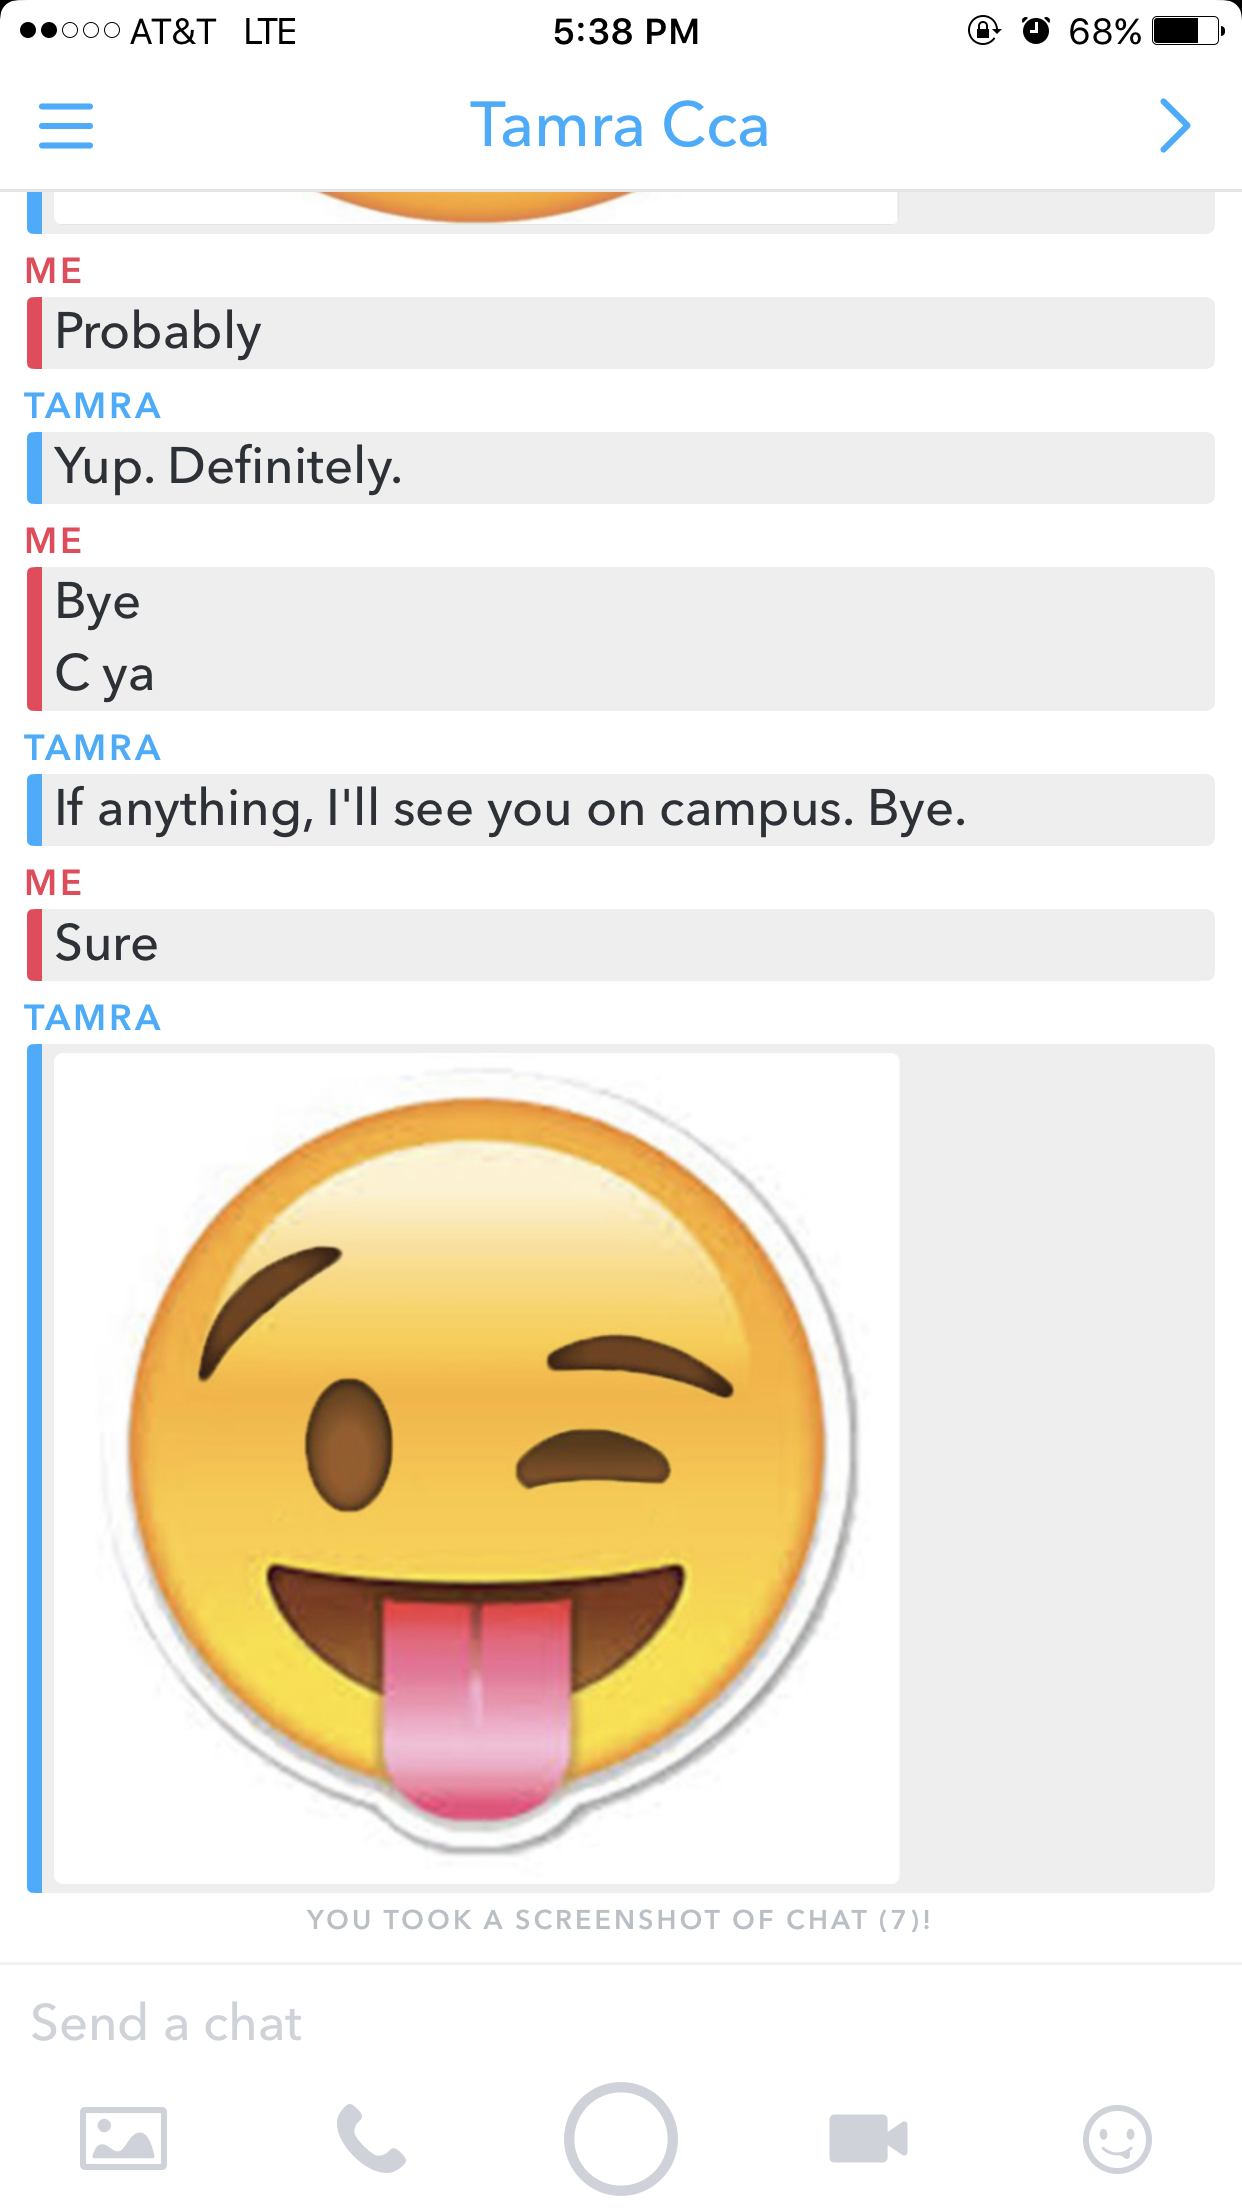 AT&T LTE 5:38 PM 68%
Tamra Cca
ME
Probably
TAMRA
Yup. Definitely.
ME
Bye
C ya
TAMRA
If anything, I'll see you on campus. Bye.
ME
Sure
TAMRA
YOU TOOK A SCREENSHOT OF CHAT (7)!
Send a chat